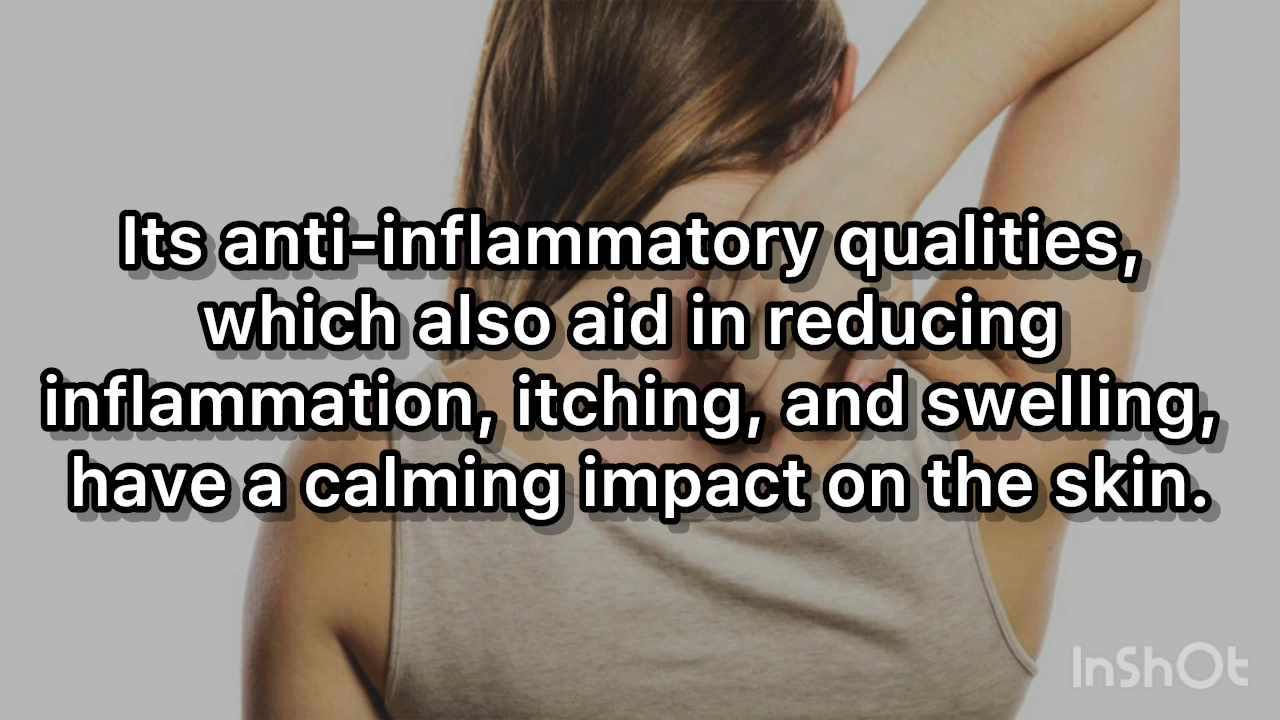 Its anti-inflammatory qualities,
which also aid in reducing
inflammation, itching, and swelling,
have a calming impact on the skin.
InShOt